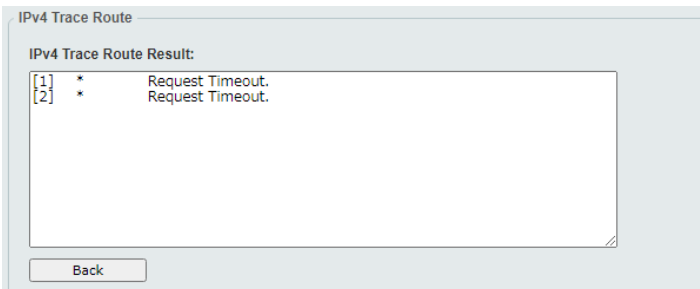 IPv4 Trace Route
IPv4 Trace Route Result:
[1] * Request Timeout.
[2] * Request Timeout.
Back